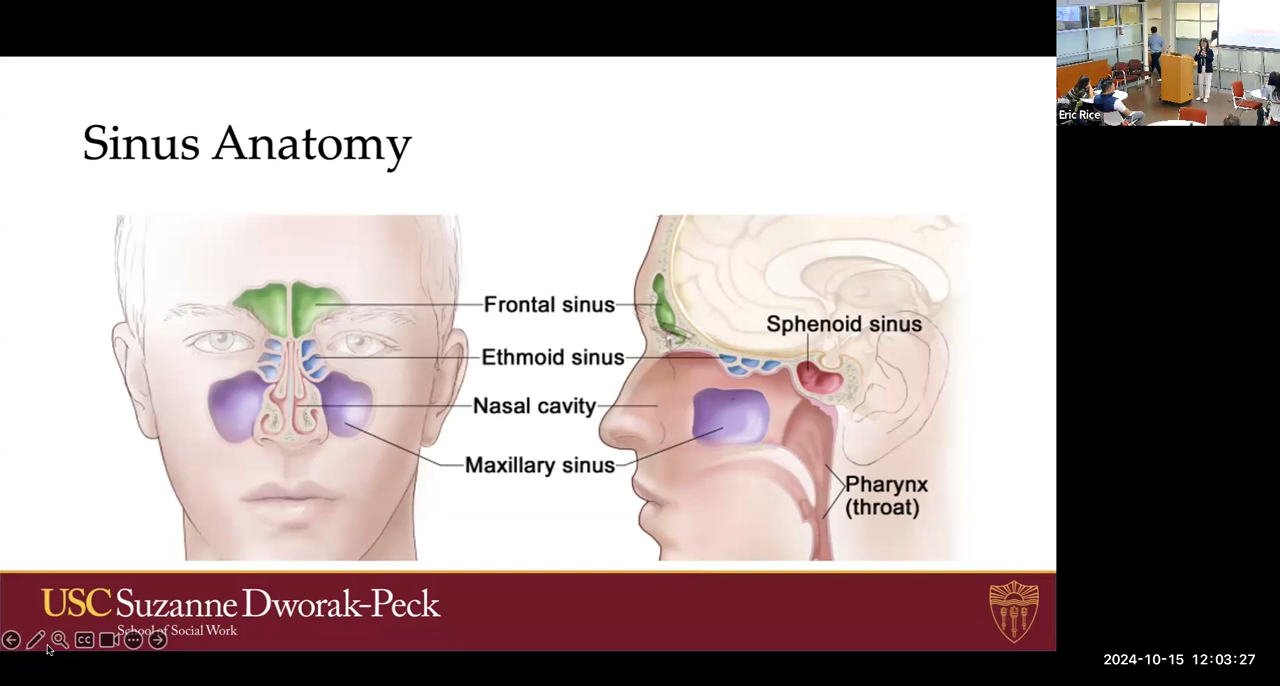 Sinus Anatomy
Frontal sinus
Sphenoid sinus
Ethmoid sinus
Nasal cavity
Maxillary sinus
Pharynx
(throat)
USC Suzanne Dworak-Peck
School of Social Work
CC
Eric Rice
2024-10-15 12:03:27